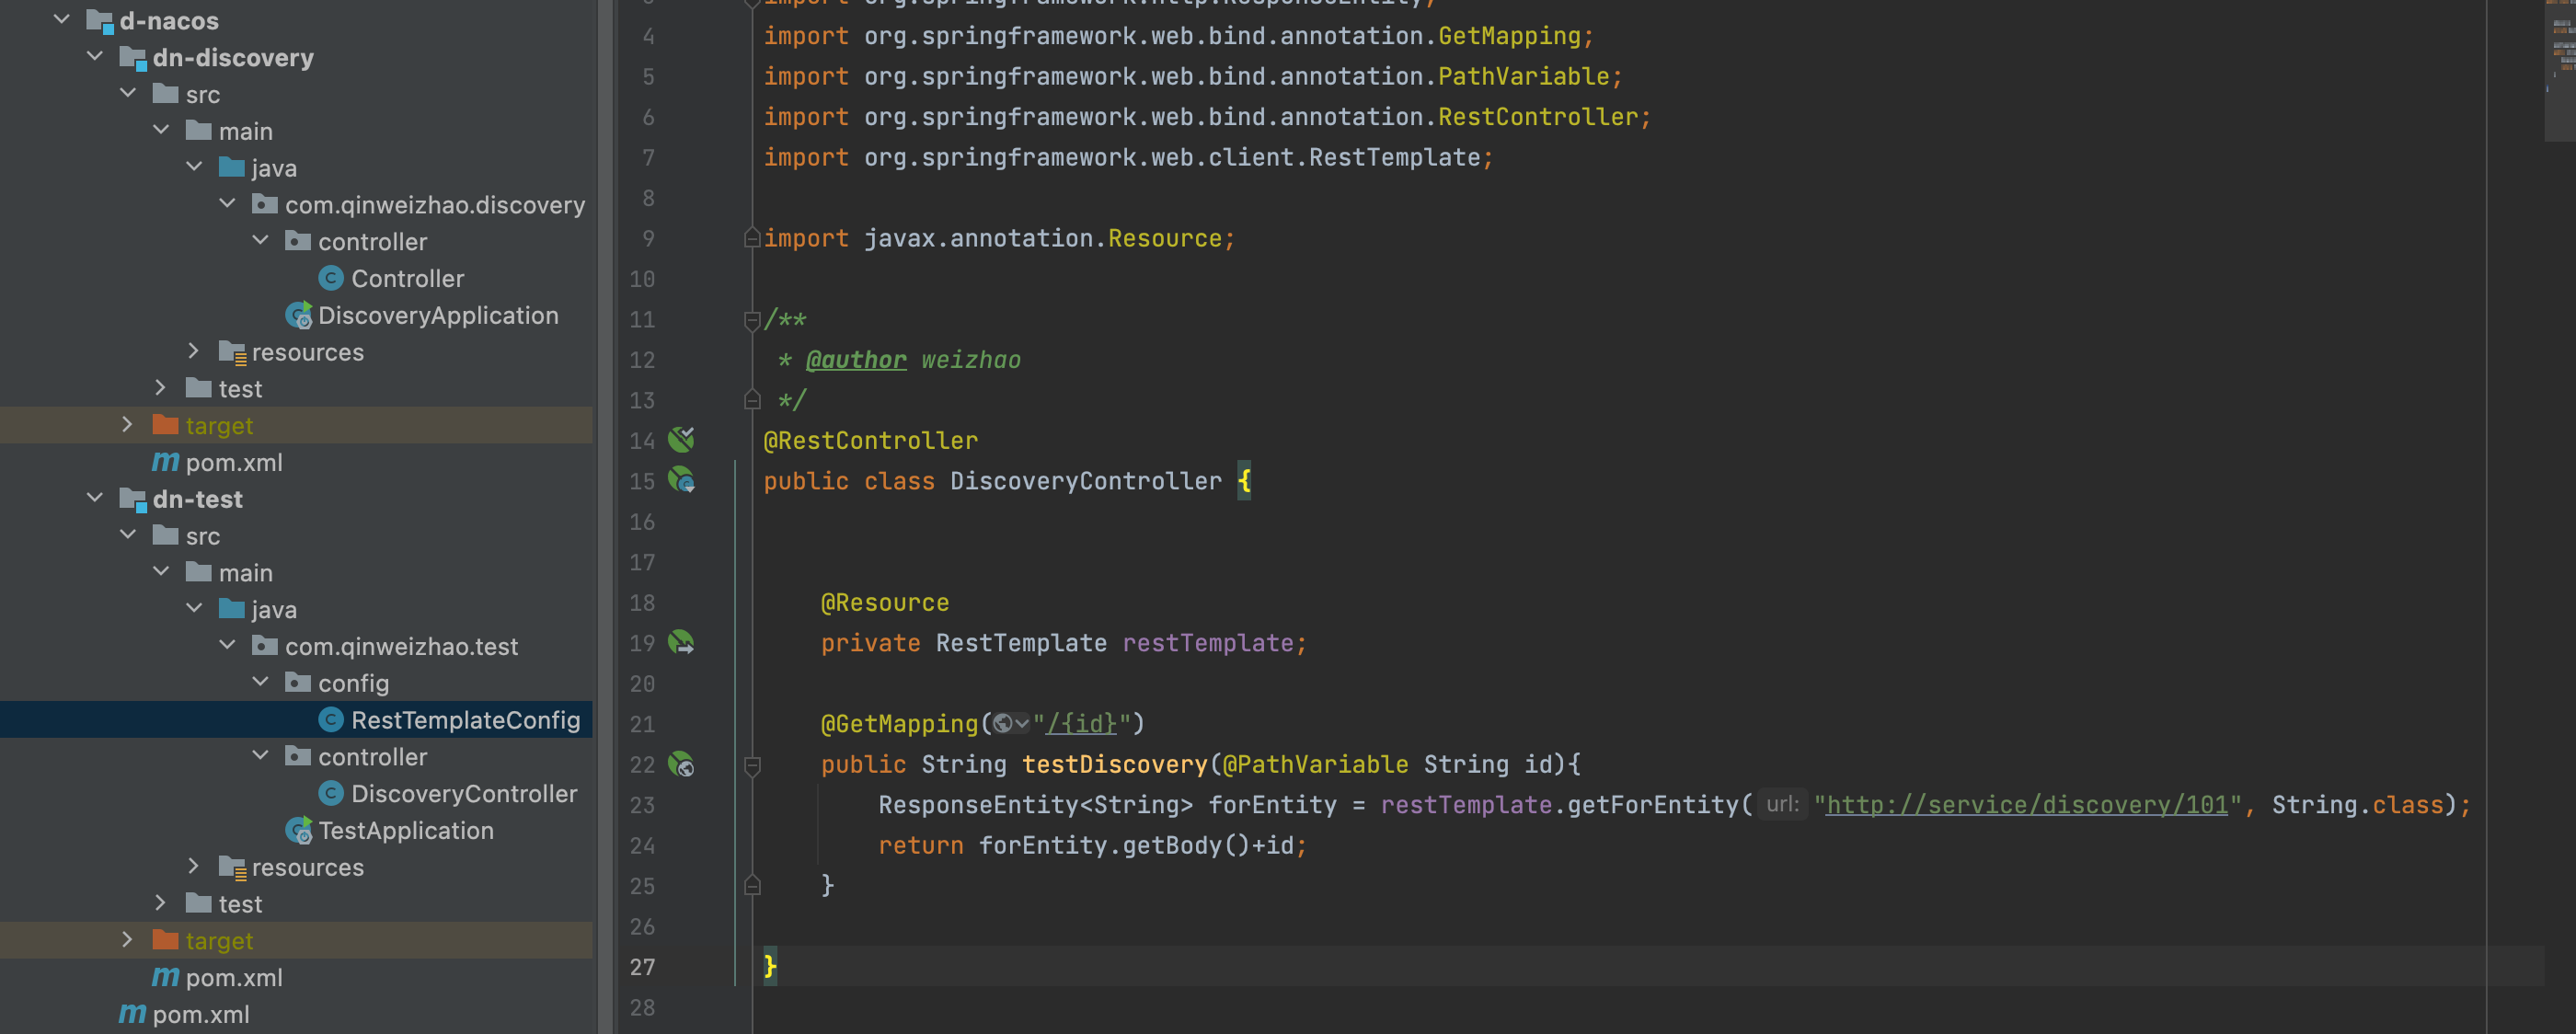 d-nacos
dn-discovery
src
main
java
com.qinweizhao.discovery
controller
Controller
DiscoveryApplication
resources
test
target
pom.xml
dn-test
src
main
java
com.qinweizhao.test
config
RestTemplateConfig
controller
DiscoveryController
TestApplication
resources
test
target
pom.xml
pom.xml
3 import org.springframework.http.ResponseEntity;
4 import org.springframework.web.bind.annotation.GetMapping;
5 import org.springframework.web.bind.annotation.PathVariable;
6 import org.springframework.web.bind.annotation.RestController;
7 import org.springframework.web.client.RestTemplate;
8
9 import javax.annotation.Resource;
10
11 /**
12 * @author weizhao
13 */
14 @RestController
15 public class DiscoveryController {
16
17
18 @Resource
19 private RestTemplate restTemplate;
20
21 @GetMapping("/{id}")
22 public String testDiscovery(@PathVariable String id){
23 ResponseEntity<String> forEntity = restTemplate.getForEntity( url: "http://service/discovery/101", String.class);
24 return forEntity.getBody()+id;
25 }
26
27 }
28